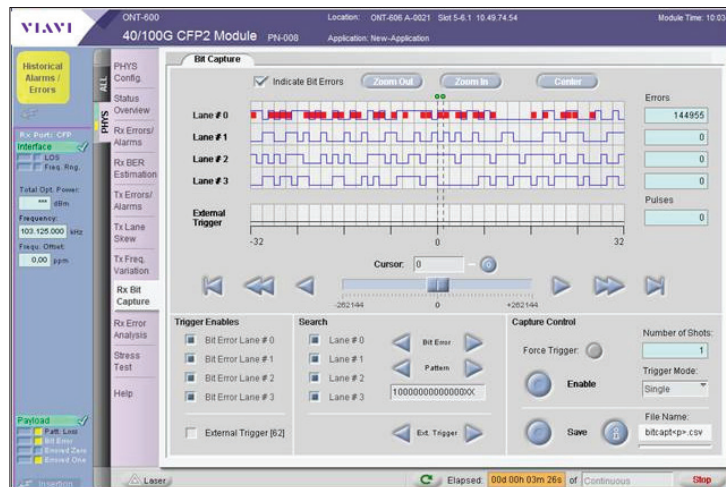 VIAVI
ONT-600
Location: ONT-606 A-0021 Slot 5-6.1 10.49.74.54
Module Time: 10:03
40/100G CFP2 Module PN-008
Application: New-Application
Historical
Alarms /
Errors
Rx Port: CFP
Interface
LOS
Freq. Rng.
Total Opt. Power:
*** dBm
Frequency:
103.125.000 kHz
Frequ. Offset:
0,00 ppm
Payload
Patt. Loss
Bit Error
Errored Zero
Errored One
Insertion
ALL
PHYS
PHYS
Config.
Status
Overview
Rx Errors/
Alarms
Rx BER
Estimation
Tx Errors/
Alarms
Tx Lane
Skew
Tx Freq.
Variation
Rx Bit
Capture
Rx Error
Analysis
Stress
Test
Help
Bit Capture
Indicate Bit Errors
Zoom Out
Zoom In
Center
Errors
Lane # 0
144955
Lane # 1
0
Lane # 2
0
Lane # 3
0
Pulses
External
Trigger
0
-32
0
32
Cursor:
0
-262144
0
+262144
Trigger Enables
Bit Error Lane # 0
Bit Error Lane # 1
Bit Error Lane # 2
Bit Error Lane # 3
External Trigger [62]
Search
Lane # 0
Lane # 1
Lane # 2
Lane # 3
Bit Error
Pattern
10000000000000XX
Ext. Trigger
Capture Control
Force Trigger:
Enable
Save
Number of Shots:
1
Trigger Mode:
Single
File Name:
bitcapt<p>.csv
Laser
Elapsed: 00d 00h 03m 26s of Continuous
Stop